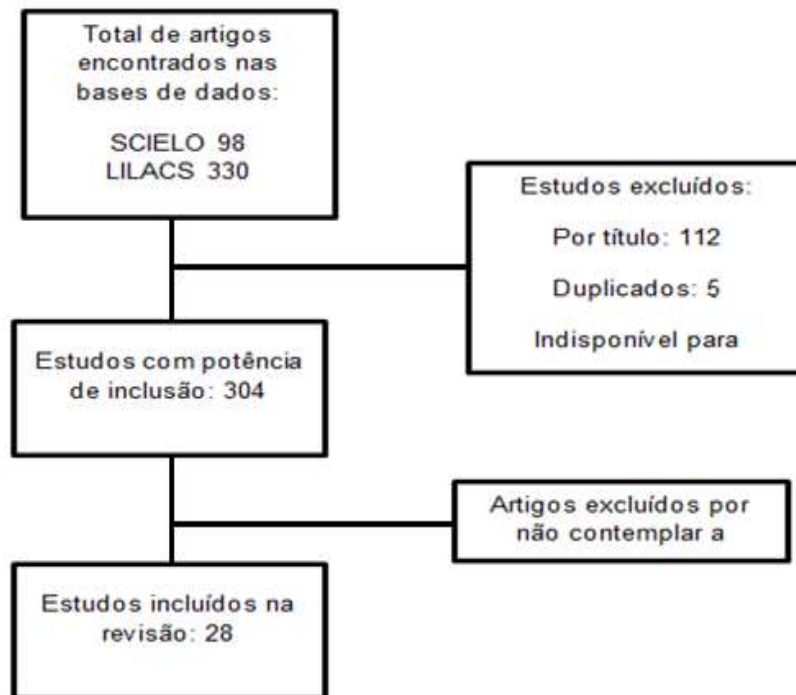 Total de artigos
encontrados nas
bases de dados:
SCIELO 98
LILACS 330
Estudos excluídos:
Por título: 112
Duplicados: 5
Indisponível para
Estudos com potência
de inclusão: 304
Artigos excluídos por
não contemplar a
Estudos incluídos na
revisão: 28